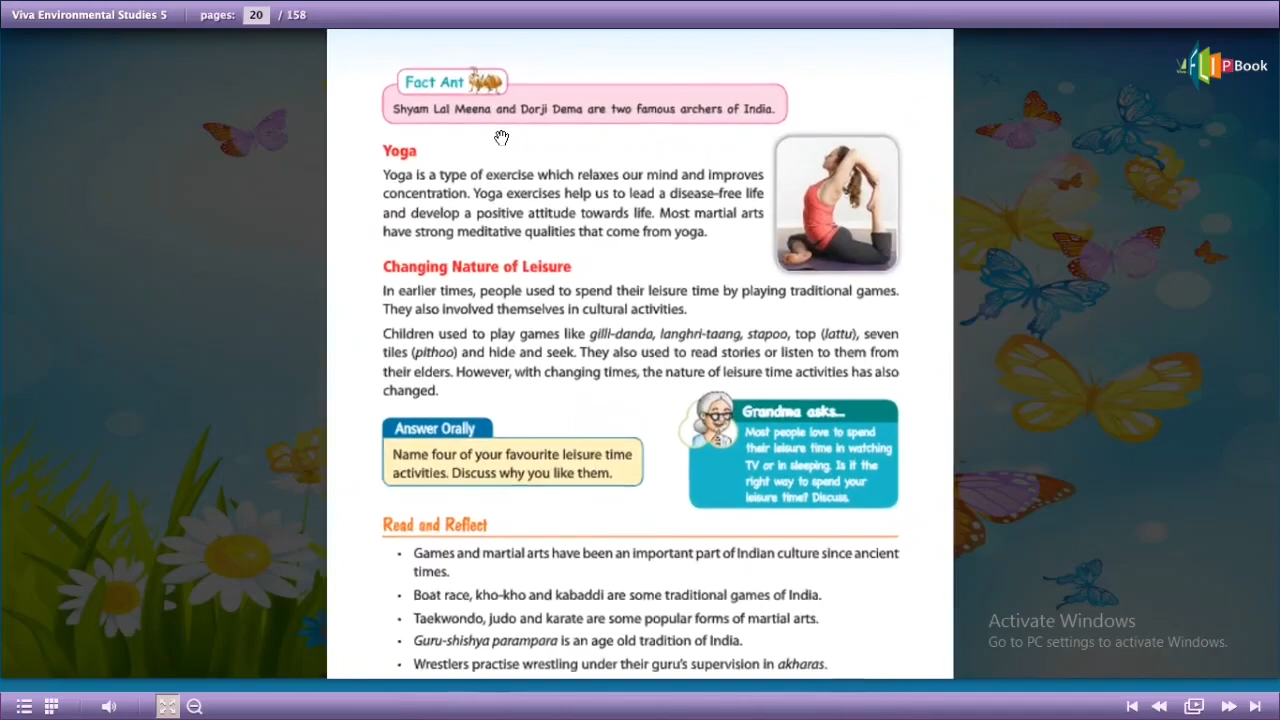 Viva Environmental Studies 5 pages: 20 / 158
FLIPBook
Fact Ant
Shyam Lal Meena and Dorji Dema are two famous archers of India.
Yoga
Yoga is a type of exercise which relaxes our mind and improves
concentration. Yoga exercises help us to lead a disease-free life
and develop a positive attitude towards life. Most martial arts
have strong meditative qualities that come from yoga.
Changing Nature of Leisure
In earlier times, people used to spend their leisure time by playing traditional games.
They also involved themselves in cultural activities.
Children used to play games like gilli-danda, langhri-taang, stapoo, top (lattu), seven
tiles (pithoo) and hide and seek. They also used to read stories or listen to them from
their elders. However, with changing times, the nature of leisure time activities has also
changed.
Answer Orally
Name four of your favourite leisure time
activities. Discuss why you like them.
Grandma asks...
Most people love to spend
their leisure time in watching
TV or in sleeping. Is it the
right way to spend your
leisure time? Discuss.
Read and Reflect
• Games and martial arts have been an important part of Indian culture since ancient
times.
• Boat race, kho-kho and kabaddi are some traditional games of India.
• Taekwondo, judo and karate are some popular forms of martial arts.
• Guru-shishya parampara is an age old tradition of India.
• Wrestlers practise wrestling under their guru's supervision in akharas.
Activate Windows
Go to PC settings to activate Windows.